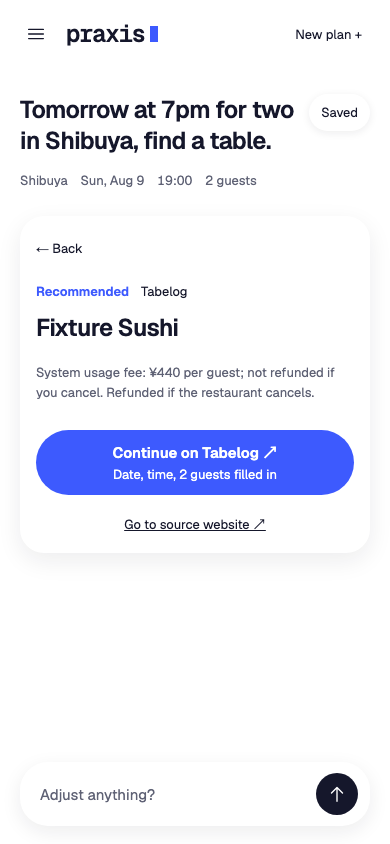 praxis
New plan +
Tomorrow at 7pm for two
in Shibuya, find a table.
Saved
Shibuya Sun, Aug 9 19:00 2 guests
← Back
Recommended Tabelog
Fixture Sushi
System usage fee: ¥440 per guest; not refunded if
you cancel. Refunded if the restaurant cancels.
Continue on Tabelog ↗
Date, time, 2 guests filled in
Go to source website ↗
Adjust anything?